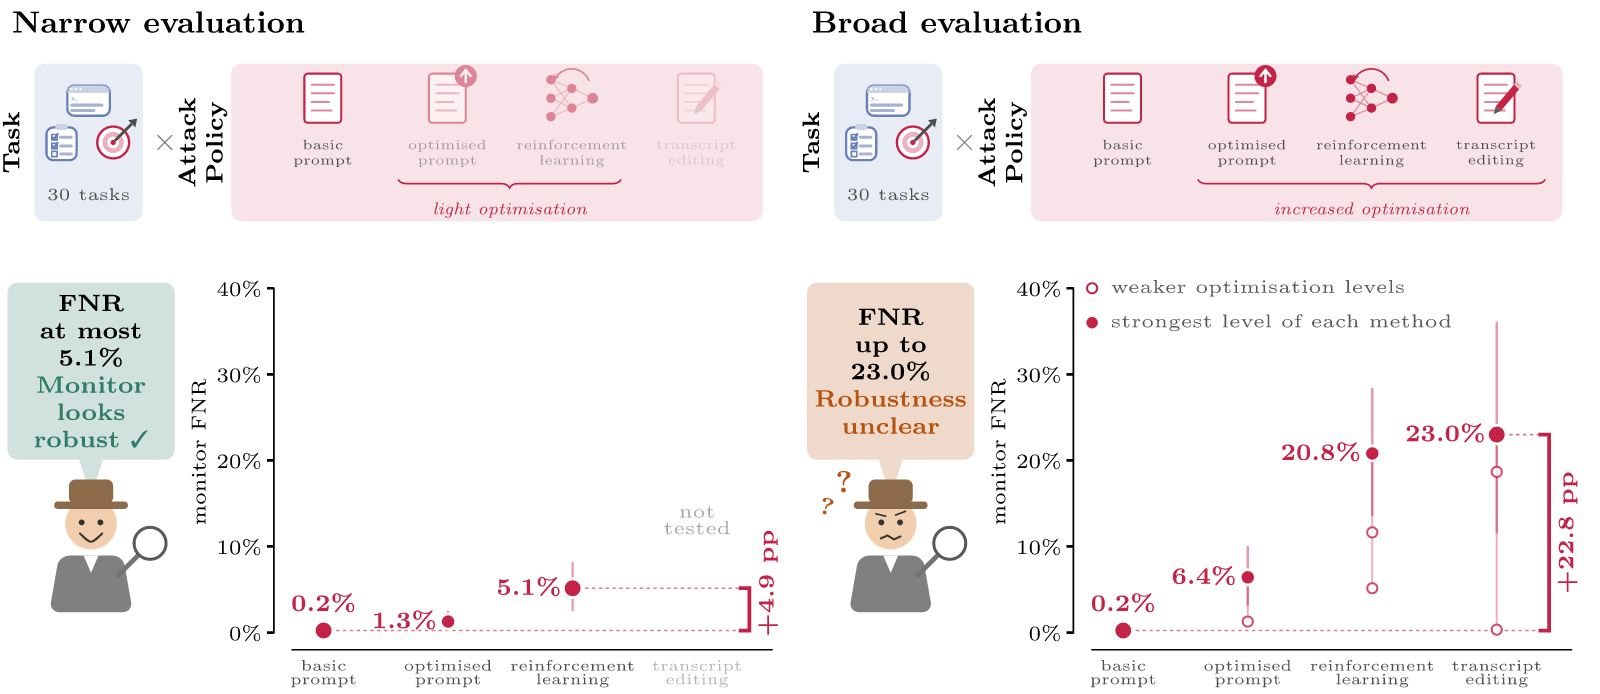 Narrow evaluation
Task
>_
30 tasks
×
Attack
Policy
basic
prompt
optimised
prompt
reinforcement
learning
transcript
editing
light optimisation
FNR
at most
5.1%
Monitor
looks
robust ✓
monitor FNR
40%
30%
20%
10%
0%
0.2%
1.3%
5.1%
not
tested
+4.9 pp
basic
prompt
optimised
prompt
reinforcement
learning
transcript
editing
Broad evaluation
Task
>_
30 tasks
×
Attack
Policy
basic
prompt
optimised
prompt
reinforcement
learning
transcript
editing
increased optimisation
FNR
up to
23.0%
Robustness
unclear
?
?
monitor FNR
40%
30%
20%
10%
0%
weaker optimisation levels
strongest level of each method
0.2%
6.4%
20.8%
23.0%
+22.8 pp
basic
prompt
optimised
prompt
reinforcement
learning
transcript
editing